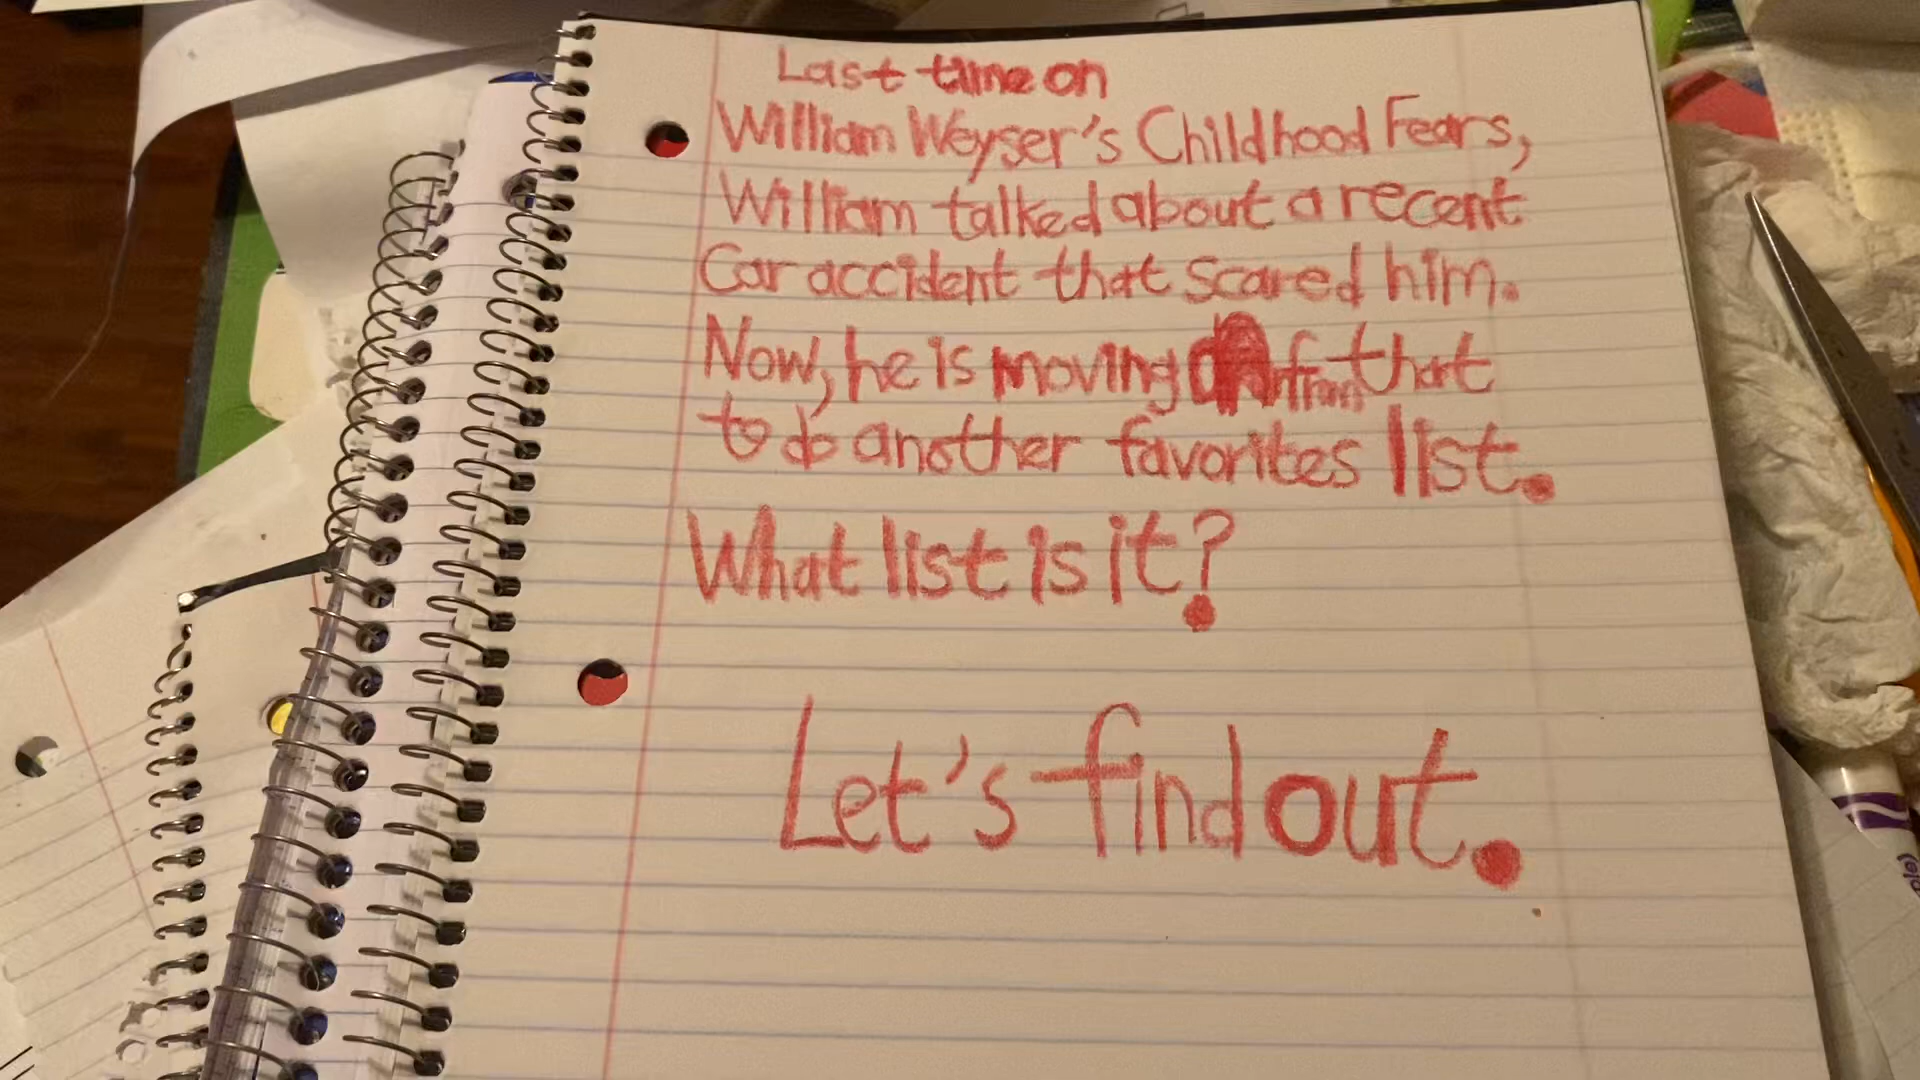 Last time on
William Weyser's Childhood Fears,
William talked about a recent
Car accident that scared him.
Now, he is moving from that
to do another favorites list.
What list is it?
Let's find out.